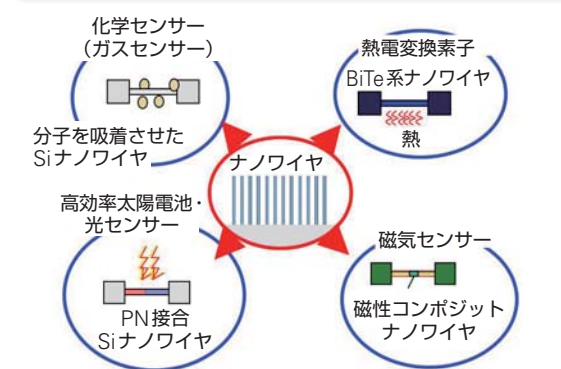 化学センサー
（ガスセンサー）
分子を吸着させた
Siナノワイヤ
熱電変換素子
BiTe系ナノワイヤ
熱
ナノワイヤ
高効率太陽電池・
光センサー
PN接合
Siナノワイヤ
磁気センサー
磁性コンポジット
ナノワイヤ